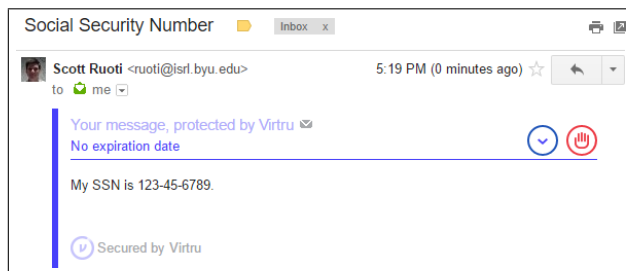 Social Security Number Inbox x
Scott Ruoti <ruoti@isrl.byu.edu> 5:19 PM (0 minutes ago)
to me
Your message, protected by Virtru
No expiration date
My SSN is 123-45-6789.
Secured by Virtru